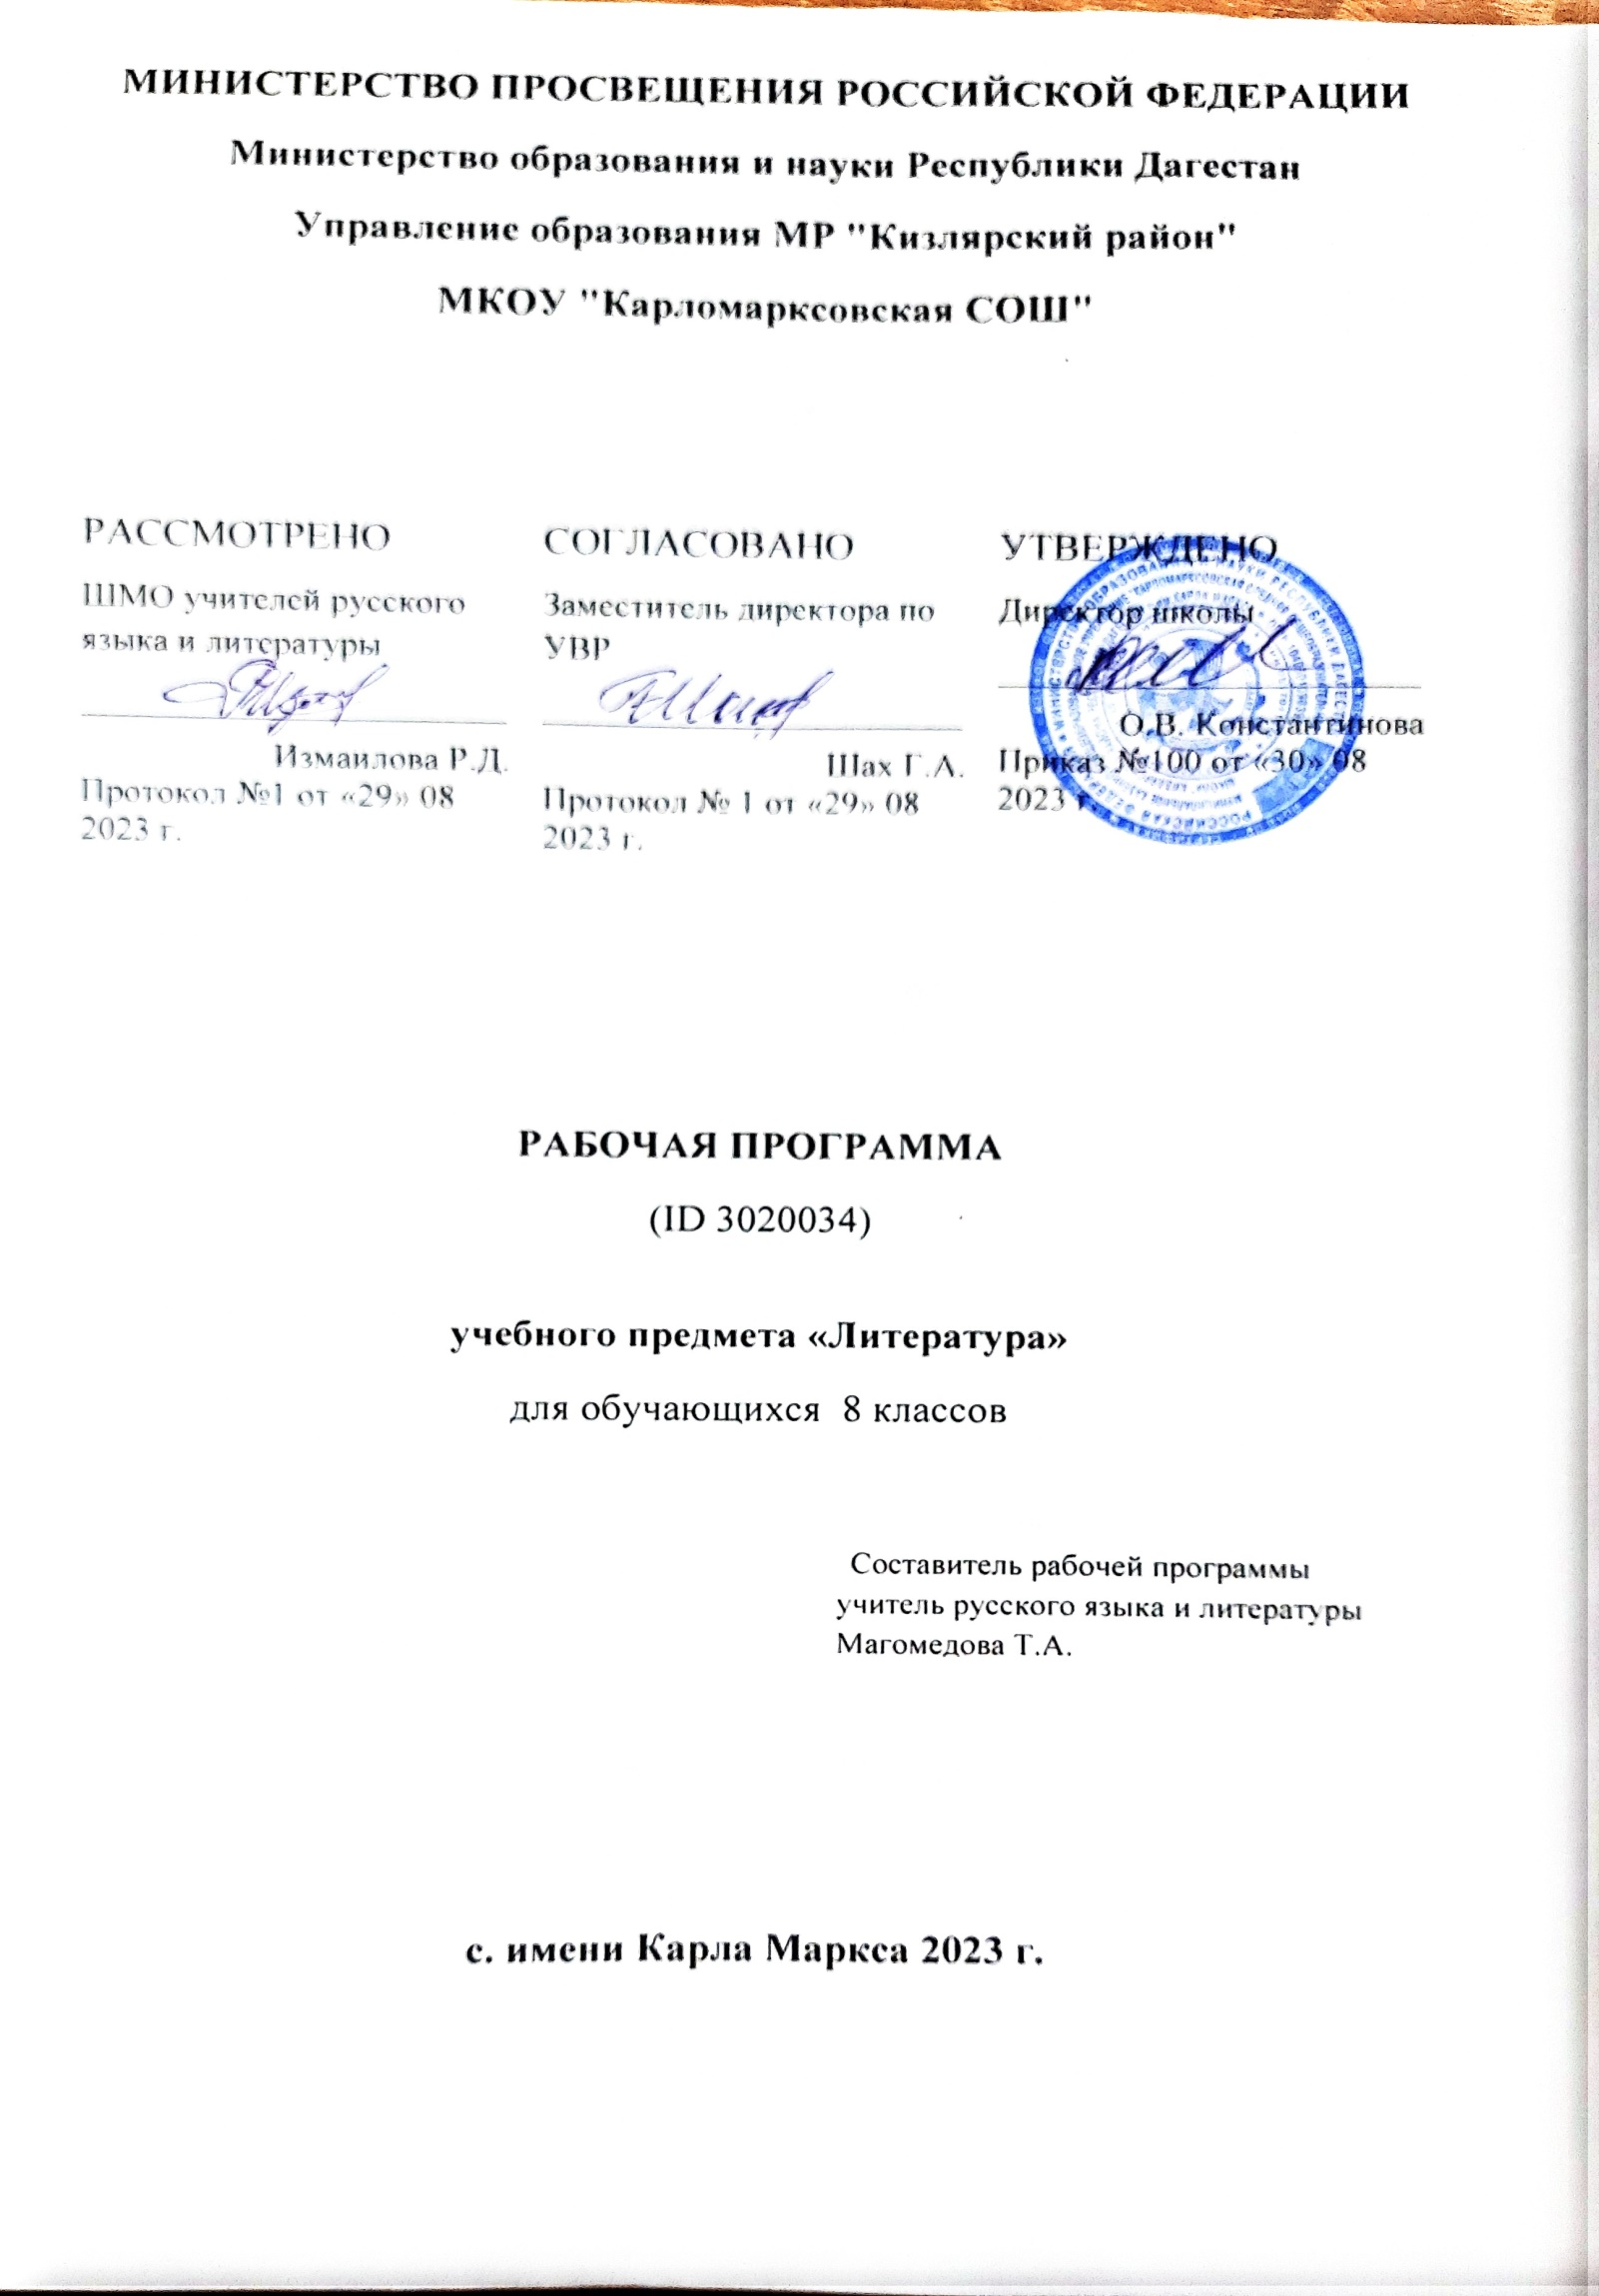 МИНИСТЕРСТВО ПРОСВЕЩЕНИЯ РОССИЙСКОЙ ФЕДЕРАЦИИ
Министерство образования и науки Республики Дагестан
Управление образования МР "Кизлярский район"
МКОУ "Карломарксовская СОШ"
РАССМОТРЕНО
ШМО учителей русского
языка и литературы
Измаилова Р.Д.
Протокол №1 от «29» 08
2023 г.
СОГЛАСОВАНО
Заместитель директора по
УВР
Шах Г.А.
Протокол № 1 от «29» 08
2023 г.
УТВЕРЖДЕНО
Директор школы
О.В. Константинова
Приказ №100 от «30» 08
2023 г.
РАБОЧАЯ ПРОГРАММА
(ID 3020034)
учебного предмета «Литература»
для обучающихся 8 классов
Составитель рабочей программы
учитель русского языка и литературы
Магомедова Т.А.
с. имени Карла Маркса 2023 г.